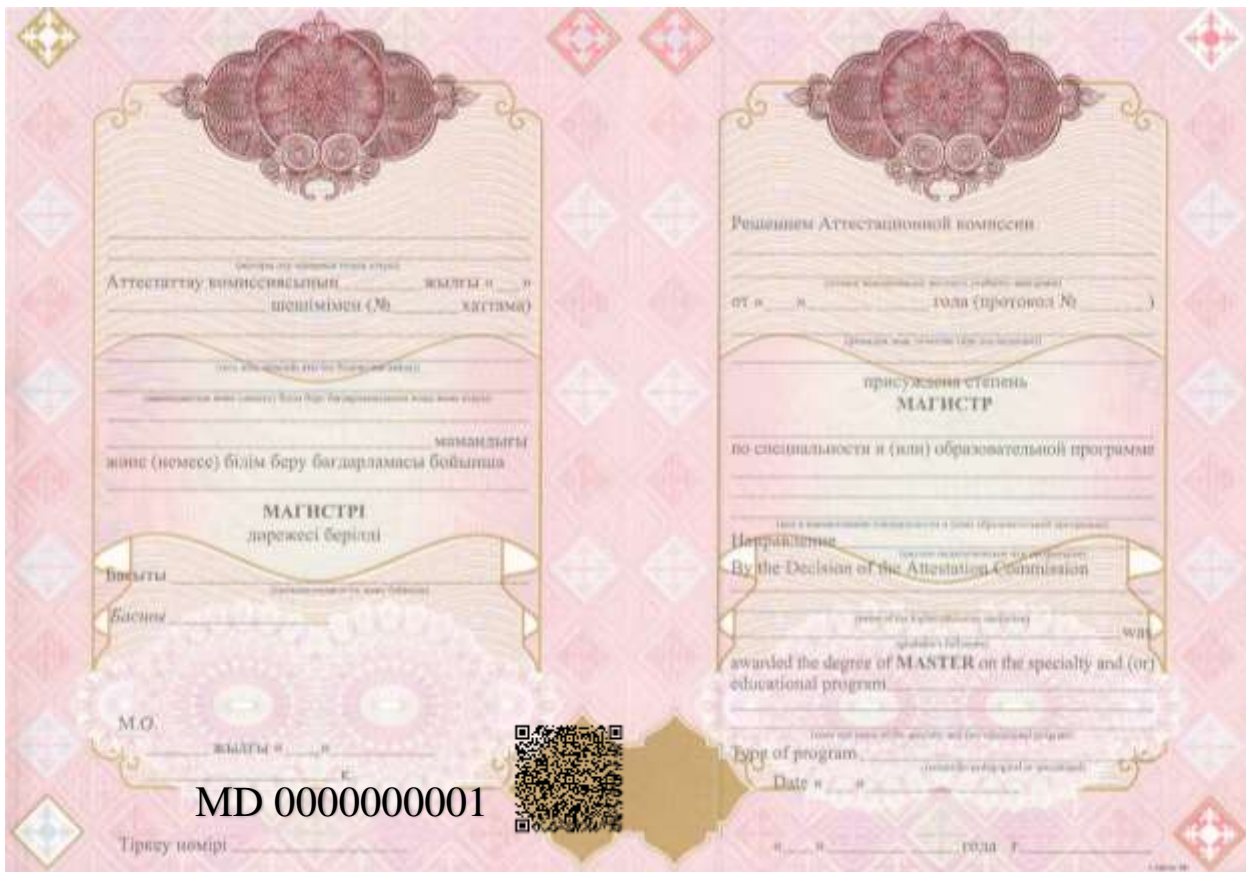 Аттестаттау комиссиясының жылғы « »
шешімімен (№ хаттама)
мамандығы
және (немесе) білім беру бағдарламасы бойынша
МАГИСТРІ
дәрежесі берілді
Бағыты
Басшы
М.О.
жылғы « »
қ.
MD 0000000001
Тіркеу нөмірі
Решением Аттестационной комиссии
от « » года (протокол № )
присуждена степень
МАГИСТР
по специальности и (или) образовательной программе
Направление
By the Decision of the Attestation Commission
was
awarded the degree of MASTER on the specialty and (or)
educational program
Type of program
Date « »
« » года г.